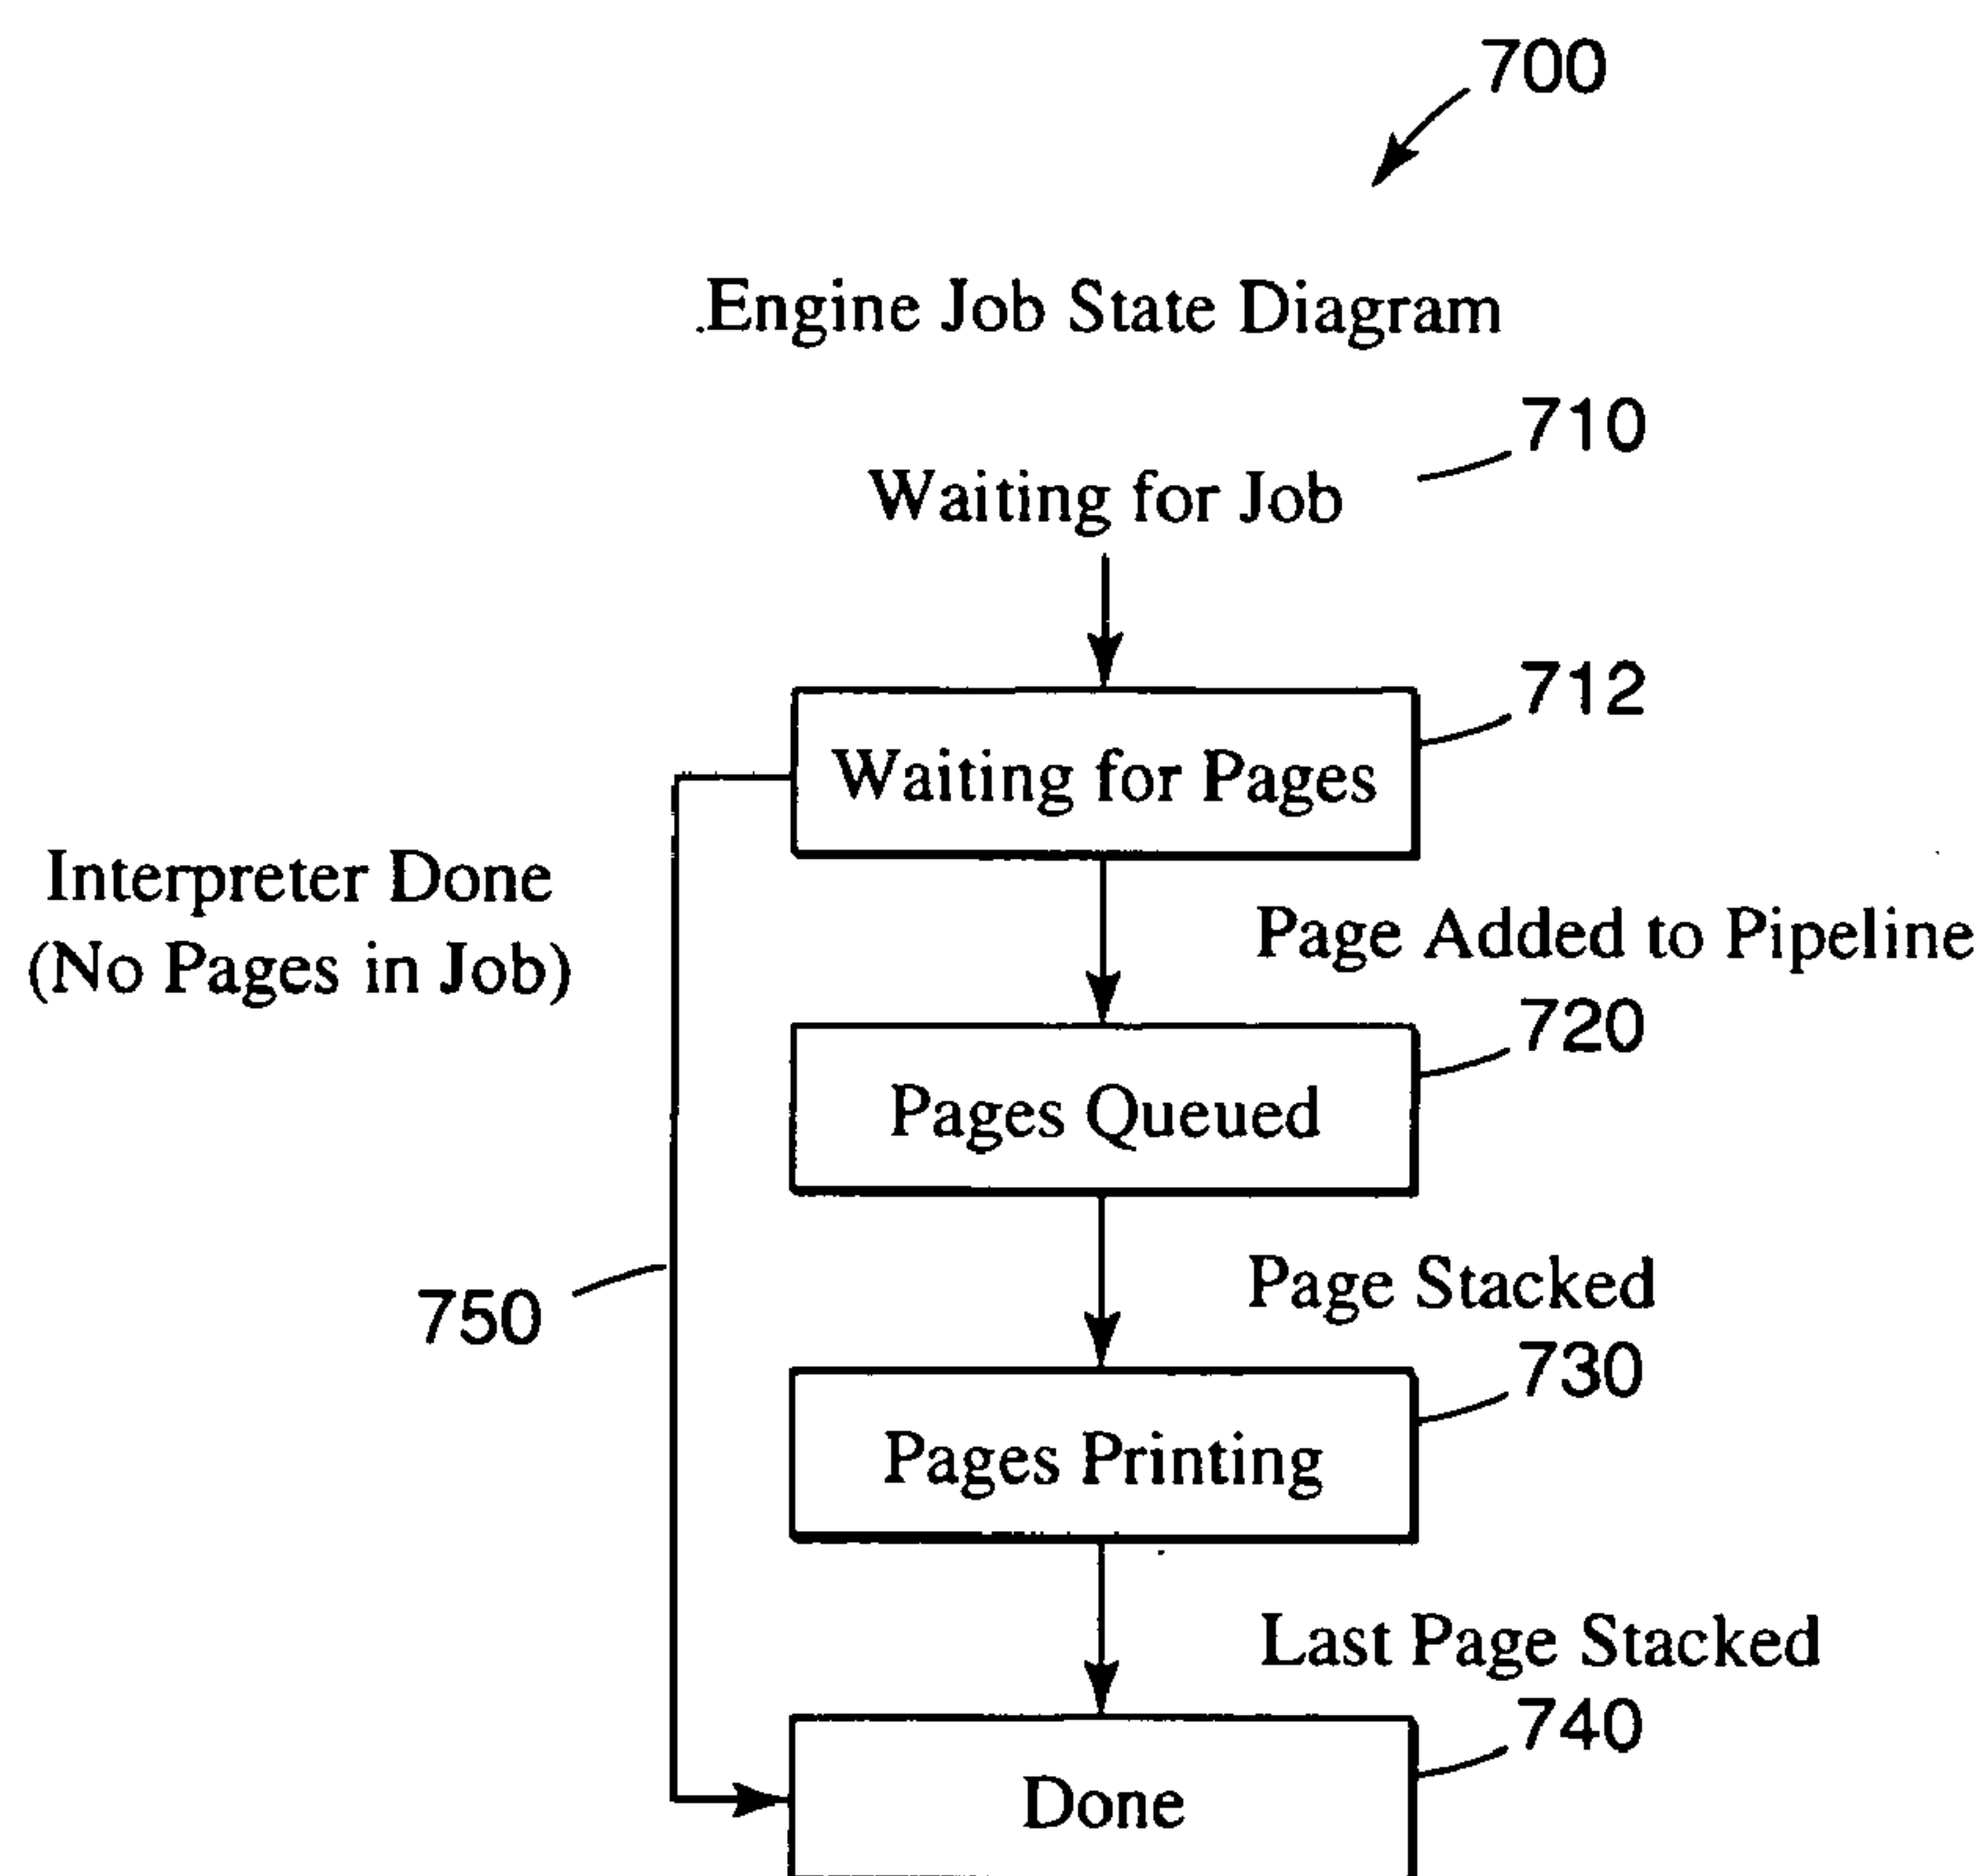 700
Engine Job State Diagram
710
Waiting for Job
712
Waiting for Pages
Interpreter Done
(No Pages in Job)
Page Added to Pipeline
720
Pages Queued
Page Stacked
750
730
Pages Printing
Last Page Stacked
740
Done